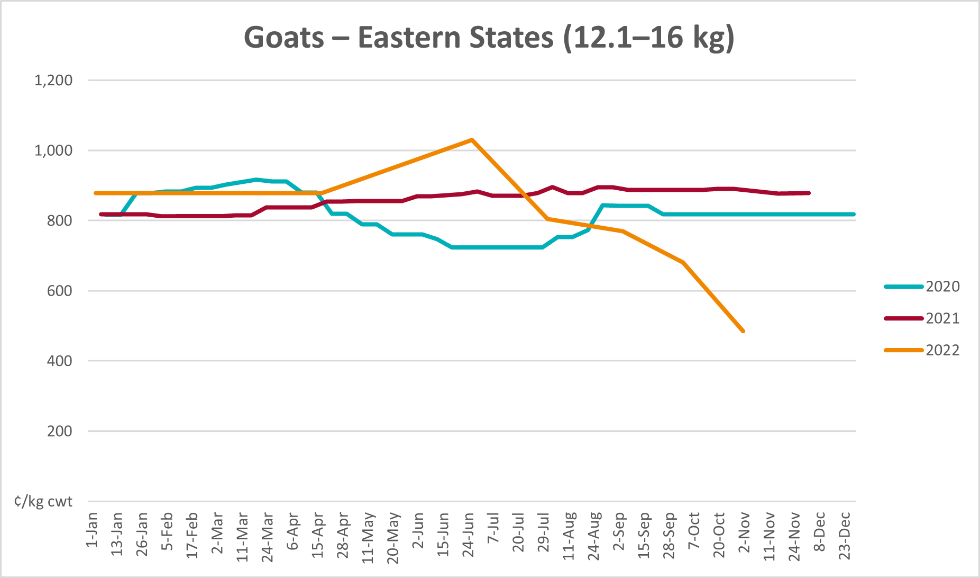 Goats – Eastern States (12.1–16 kg)
1,200
1,000
800
600
400
200
¢/kg cwt
1-Jan
13-Jan
26-Jan
5-Feb
17-Feb
2-Mar
11-Mar
24-Mar
6-Apr
15-Apr
28-Apr
11-May
20-May
2-Jun
11-Jun
24-Jun
7-Jul
20-Jul
29-Jul
11-Aug
24-Aug
2-Sep
15-Sep
28-Sep
7-Oct
20-Oct
2-Nov
11-Nov
24-Nov
8-Dec
23-Dec
2020
2021
2022